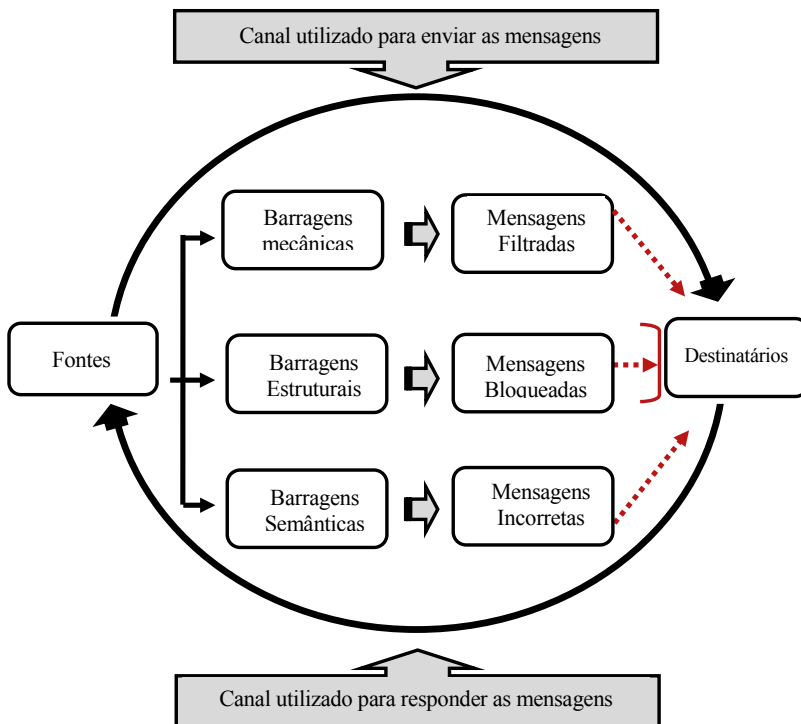 Canal utilizado para enviar as mensagens
Barragens
mecânicas
Mensagens
Filtradas
Fontes
Barragens
Estruturais
Mensagens
Bloqueadas
Destinatários
Barragens
Semânticas
Mensagens
Incorretas
Canal utilizado para responder as mensagens